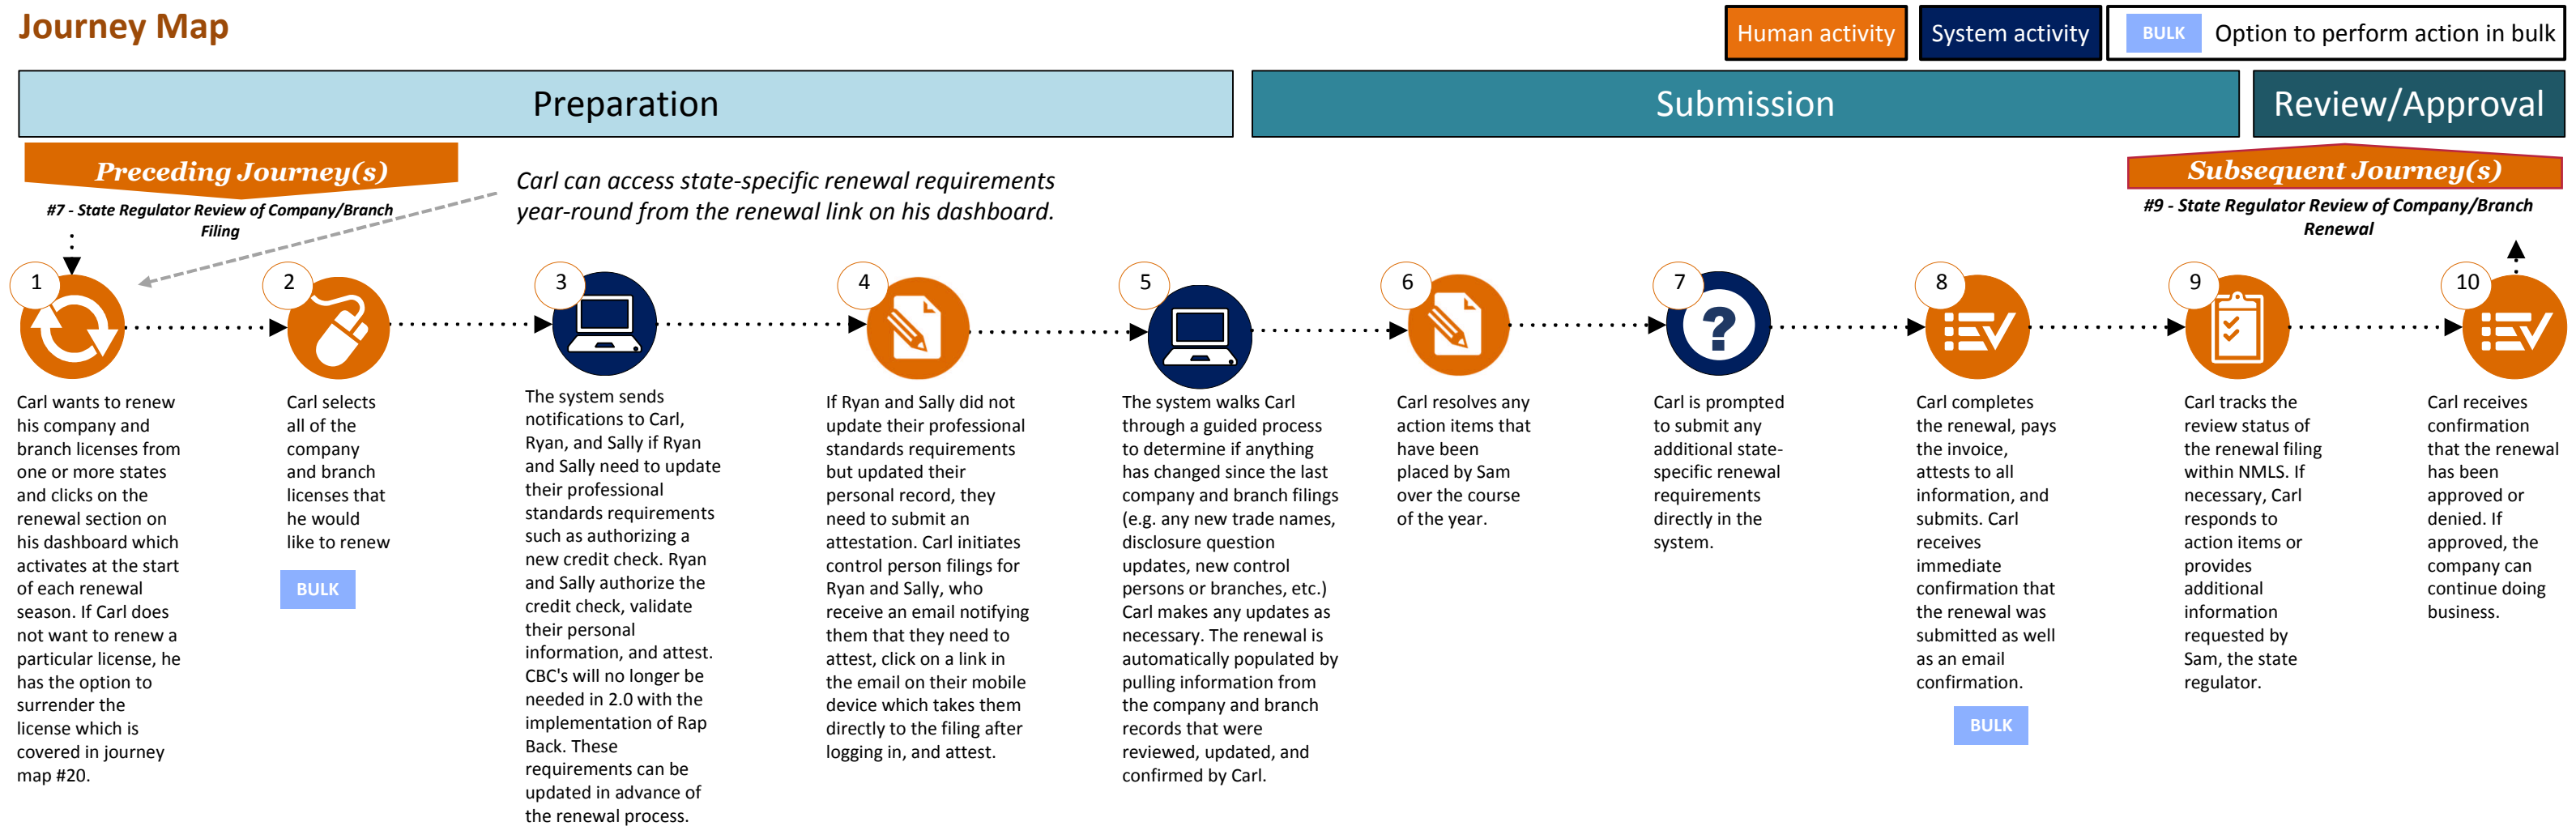 Journey Map
Human activity
System activity
BULK
Option to perform action in bulk
Preparation
Submission
Review/Approval
Preceding Journey(s)
#7 - State Regulator Review of Company/Branch
Filing
Carl can access state-specific renewal requirements
year-round from the renewal link on his dashboard.
Subsequent Journey(s)
#9 - State Regulator Review of Company/Branch
Renewal
1
Carl wants to renew
his company and
branch licenses from
one or more states
and clicks on the
renewal section on
his dashboard which
activates at the start
of each renewal
season. If Carl does
not want to renew a
particular license, he
has the option to
surrender the
license which is
covered in journey
map #20.
2
Carl selects
all of the
company
and branch
licenses that
he would
like to renew
BULK
3
The system sends
notifications to Carl,
Ryan, and Sally if Ryan
and Sally need to update
their professional
standards requirements
such as authorizing a
new credit check. Ryan
and Sally authorize the
credit check, validate
their personal
information, and attest.
CBC's will no longer be
needed in 2.0 with the
implementation of Rap
Back. These
requirements can be
updated in advance of
the renewal process.
4
If Ryan and Sally did not
update their professional
standards requirements
but updated their
personal record, they
need to submit an
attestation. Carl initiates
control person filings for
Ryan and Sally, who
receive an email notifying
them that they need to
attest, click on a link in
the email on their mobile
device which takes them
directly to the filing after
logging in, and attest.
5
The system walks Carl
through a guided process
to determine if anything
has changed since the last
company and branch filings
(e.g. any new trade names,
disclosure question
updates, new control
persons or branches, etc.)
Carl makes any updates as
necessary. The renewal is
automatically populated by
pulling information from
the company and branch
records that were
reviewed, updated, and
confirmed by Carl.
6
Carl resolves any
action items that
have been
placed by Sam
over the course
of the year.
7
?
Carl is prompted
to submit any
additional state-
specific renewal
requirements
directly in the
system.
8
Carl completes
the renewal, pays
the invoice,
attests to all
information, and
submits. Carl
receives
immediate
confirmation that
the renewal was
submitted as well
as an email
confirmation.
BULK
9
Carl tracks the
review status of
the renewal filing
within NMLS. If
necessary, Carl
responds to
action items or
provides
additional
information
requested by
Sam, the state
regulator.
10
Carl receives
confirmation
that the renewal
has been
approved or
denied. If
approved, the
company can
continue doing
business.